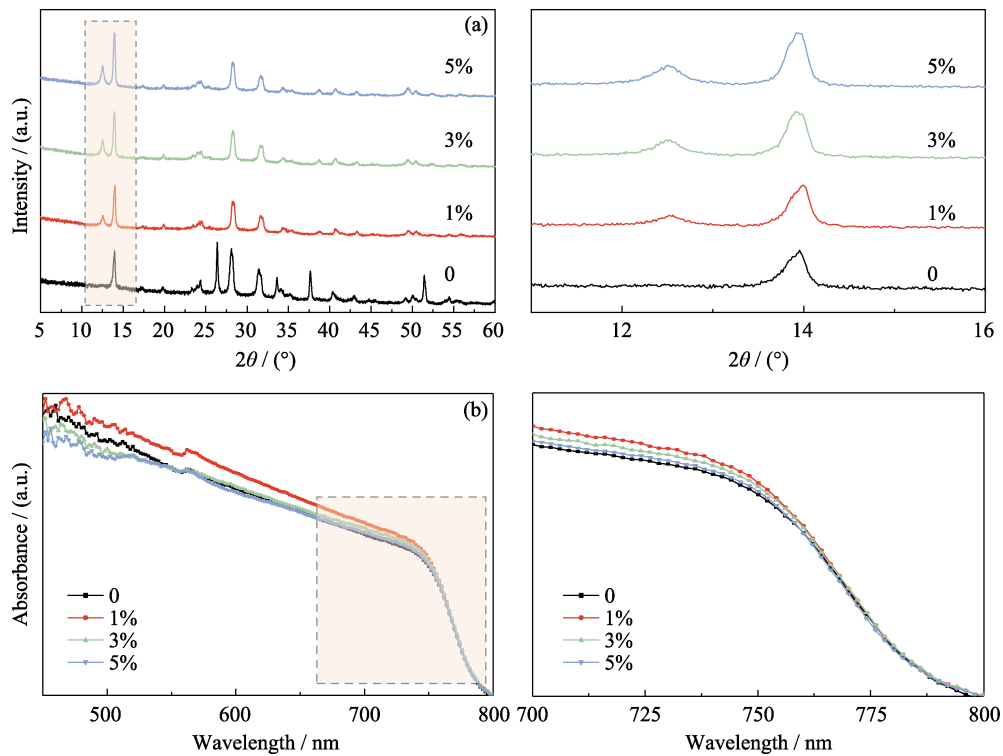 (a)
5%
3%
1%
0
Intensity / (a.u.)
5 10 15 20 25 30 35 40 45 50 55 60
2θ / (°)
5%
3%
1%
0
12 14 16
2θ / (°)
(b)
Absorbance / (a.u.)
0
1%
3%
5%
500 600 700 800
Wavelength / nm
0
1%
3%
5%
700 725 750 775 800
Wavelength / nm